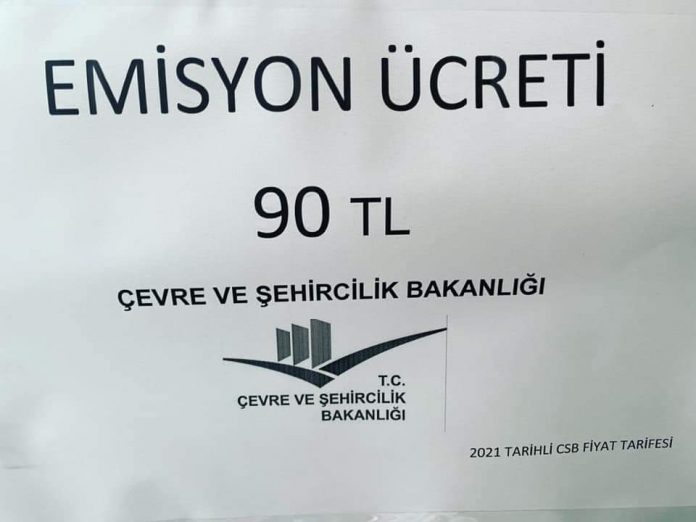 EMİSYON ÜCRETİ
90 TL
ÇEVRE VE ŞEHİRCİLİK BAKANLIĞI
T.C.
ÇEVRE VE ŞEHİRCİLİK
BAKANLIĞI
2021 TARİHLİ CSB FİYAT TARİFESİ